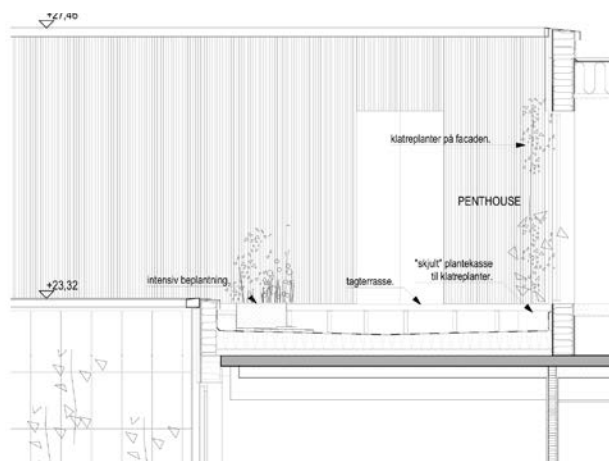 +27,46
klatreplanter på facaden.
PENTHOUSE
"skjult" plantekasse
til klatreplanter.
+23,32
intensiv beplantning.
tagterrasse.